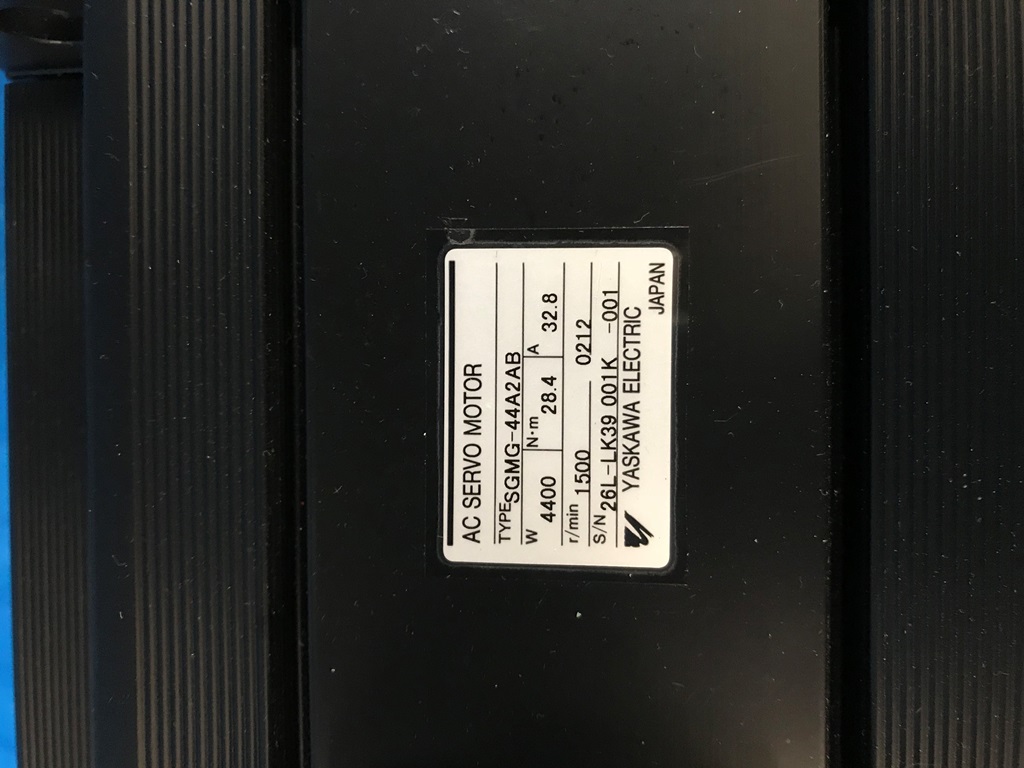 AC SERVO MOTOR
TYPE SGMG-44A2AB
W 4400 N·m 28.4 A 32.8
r/min 1500 0212
S/N 26L-LK39 001K -001
YASKAWA ELECTRIC
JAPAN